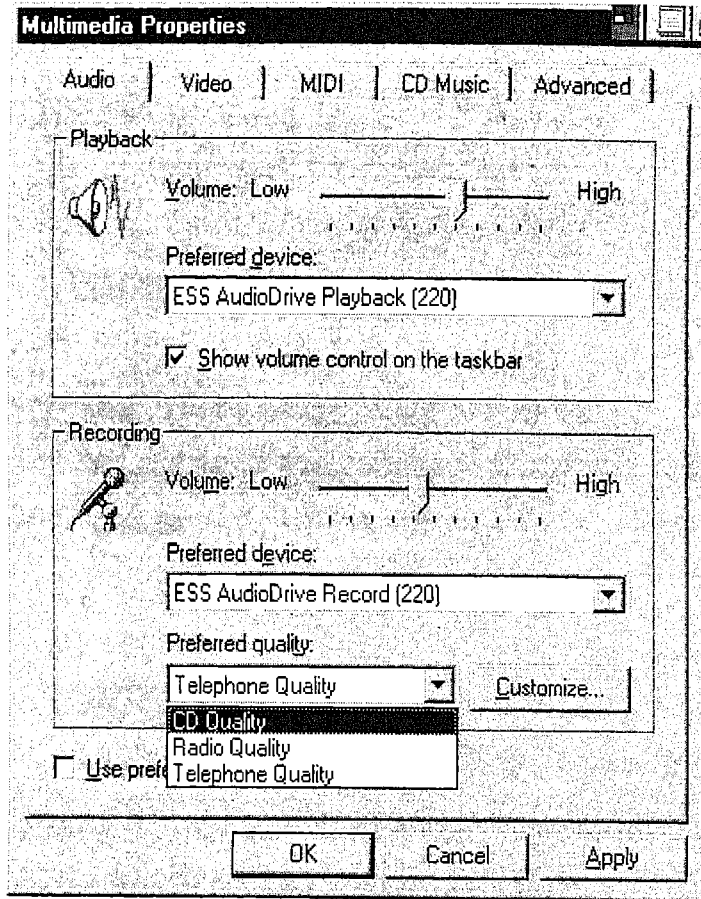 Multimedia Properties
Audio Video MIDI CD Music Advanced
Playback
Volume: Low High
Preferred device:
ESS AudioDrive Playback (220)
Show volume control on the taskbar
Recording
Volume: Low High
Preferred device:
ESS AudioDrive Record (220)
Preferred quality:
Telephone Quality Customize...
CD Quality
Radio Quality
Telephone Quality
Use prefe
OK Cancel Apply